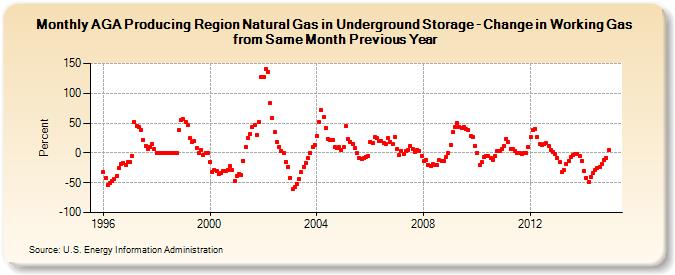 Monthly AGA Producing Region Natural Gas in Underground Storage - Change in Working Gas
from Same Month Previous Year
150
100
50
0
-50
-100
Percent
1996 2000 2004 2008 2012
Source: U.S. Energy Information Administration